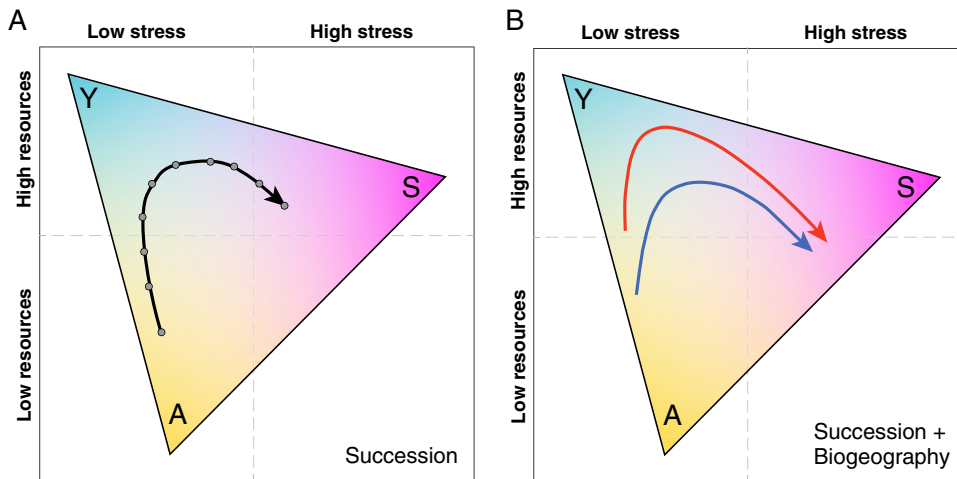 A
Low stress
High stress
High resources
Low resources
Y
S
A
Succession
B
Low stress
High stress
High resources
Low resources
Y
S
A
Succession +
Biogeography